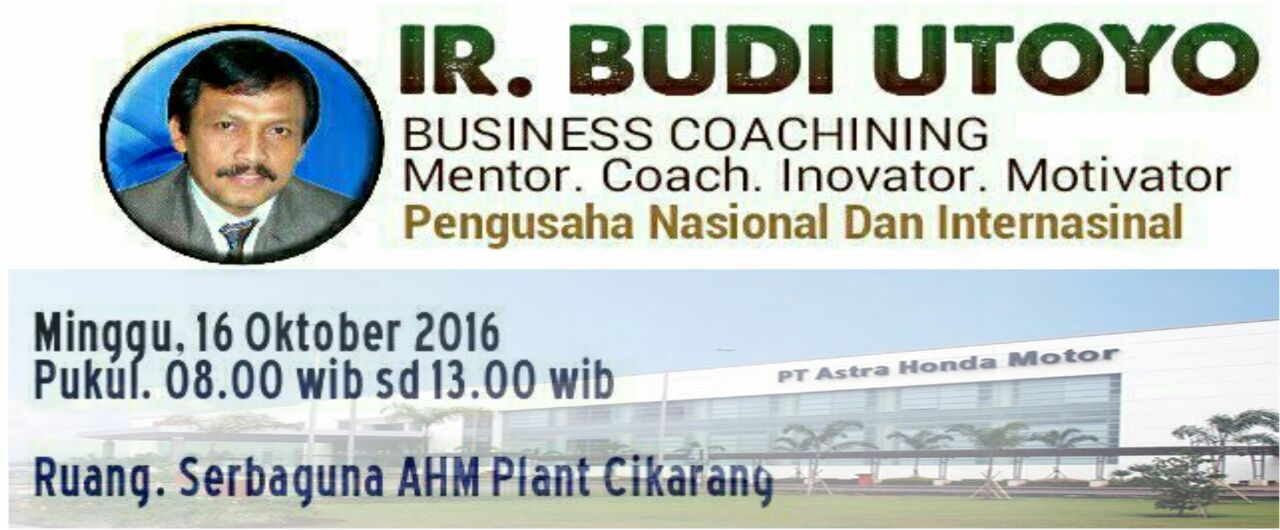 IR. BUDI UTOYO
BUSINESS COACHINING
Mentor. Coach. Inovator. Motivator
Pengusaha Nasional Dan Internasinal
Minggu, 16 Oktober 2016
Pukul. 08.00 wib sd 13.00 wib
PT Astra Honda Motor
Ruang. Serbaguna AHM Plant Cikarang